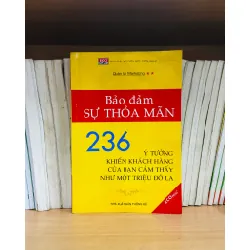 Bảo đảm
SỰ THỎA MÃN
236
Ý TƯỞNG
KHIẾN KHÁCH HÀNG
CỦA BẠN CẢM THẤY
NHƯ MỘT TRIỆU ĐÔ LA